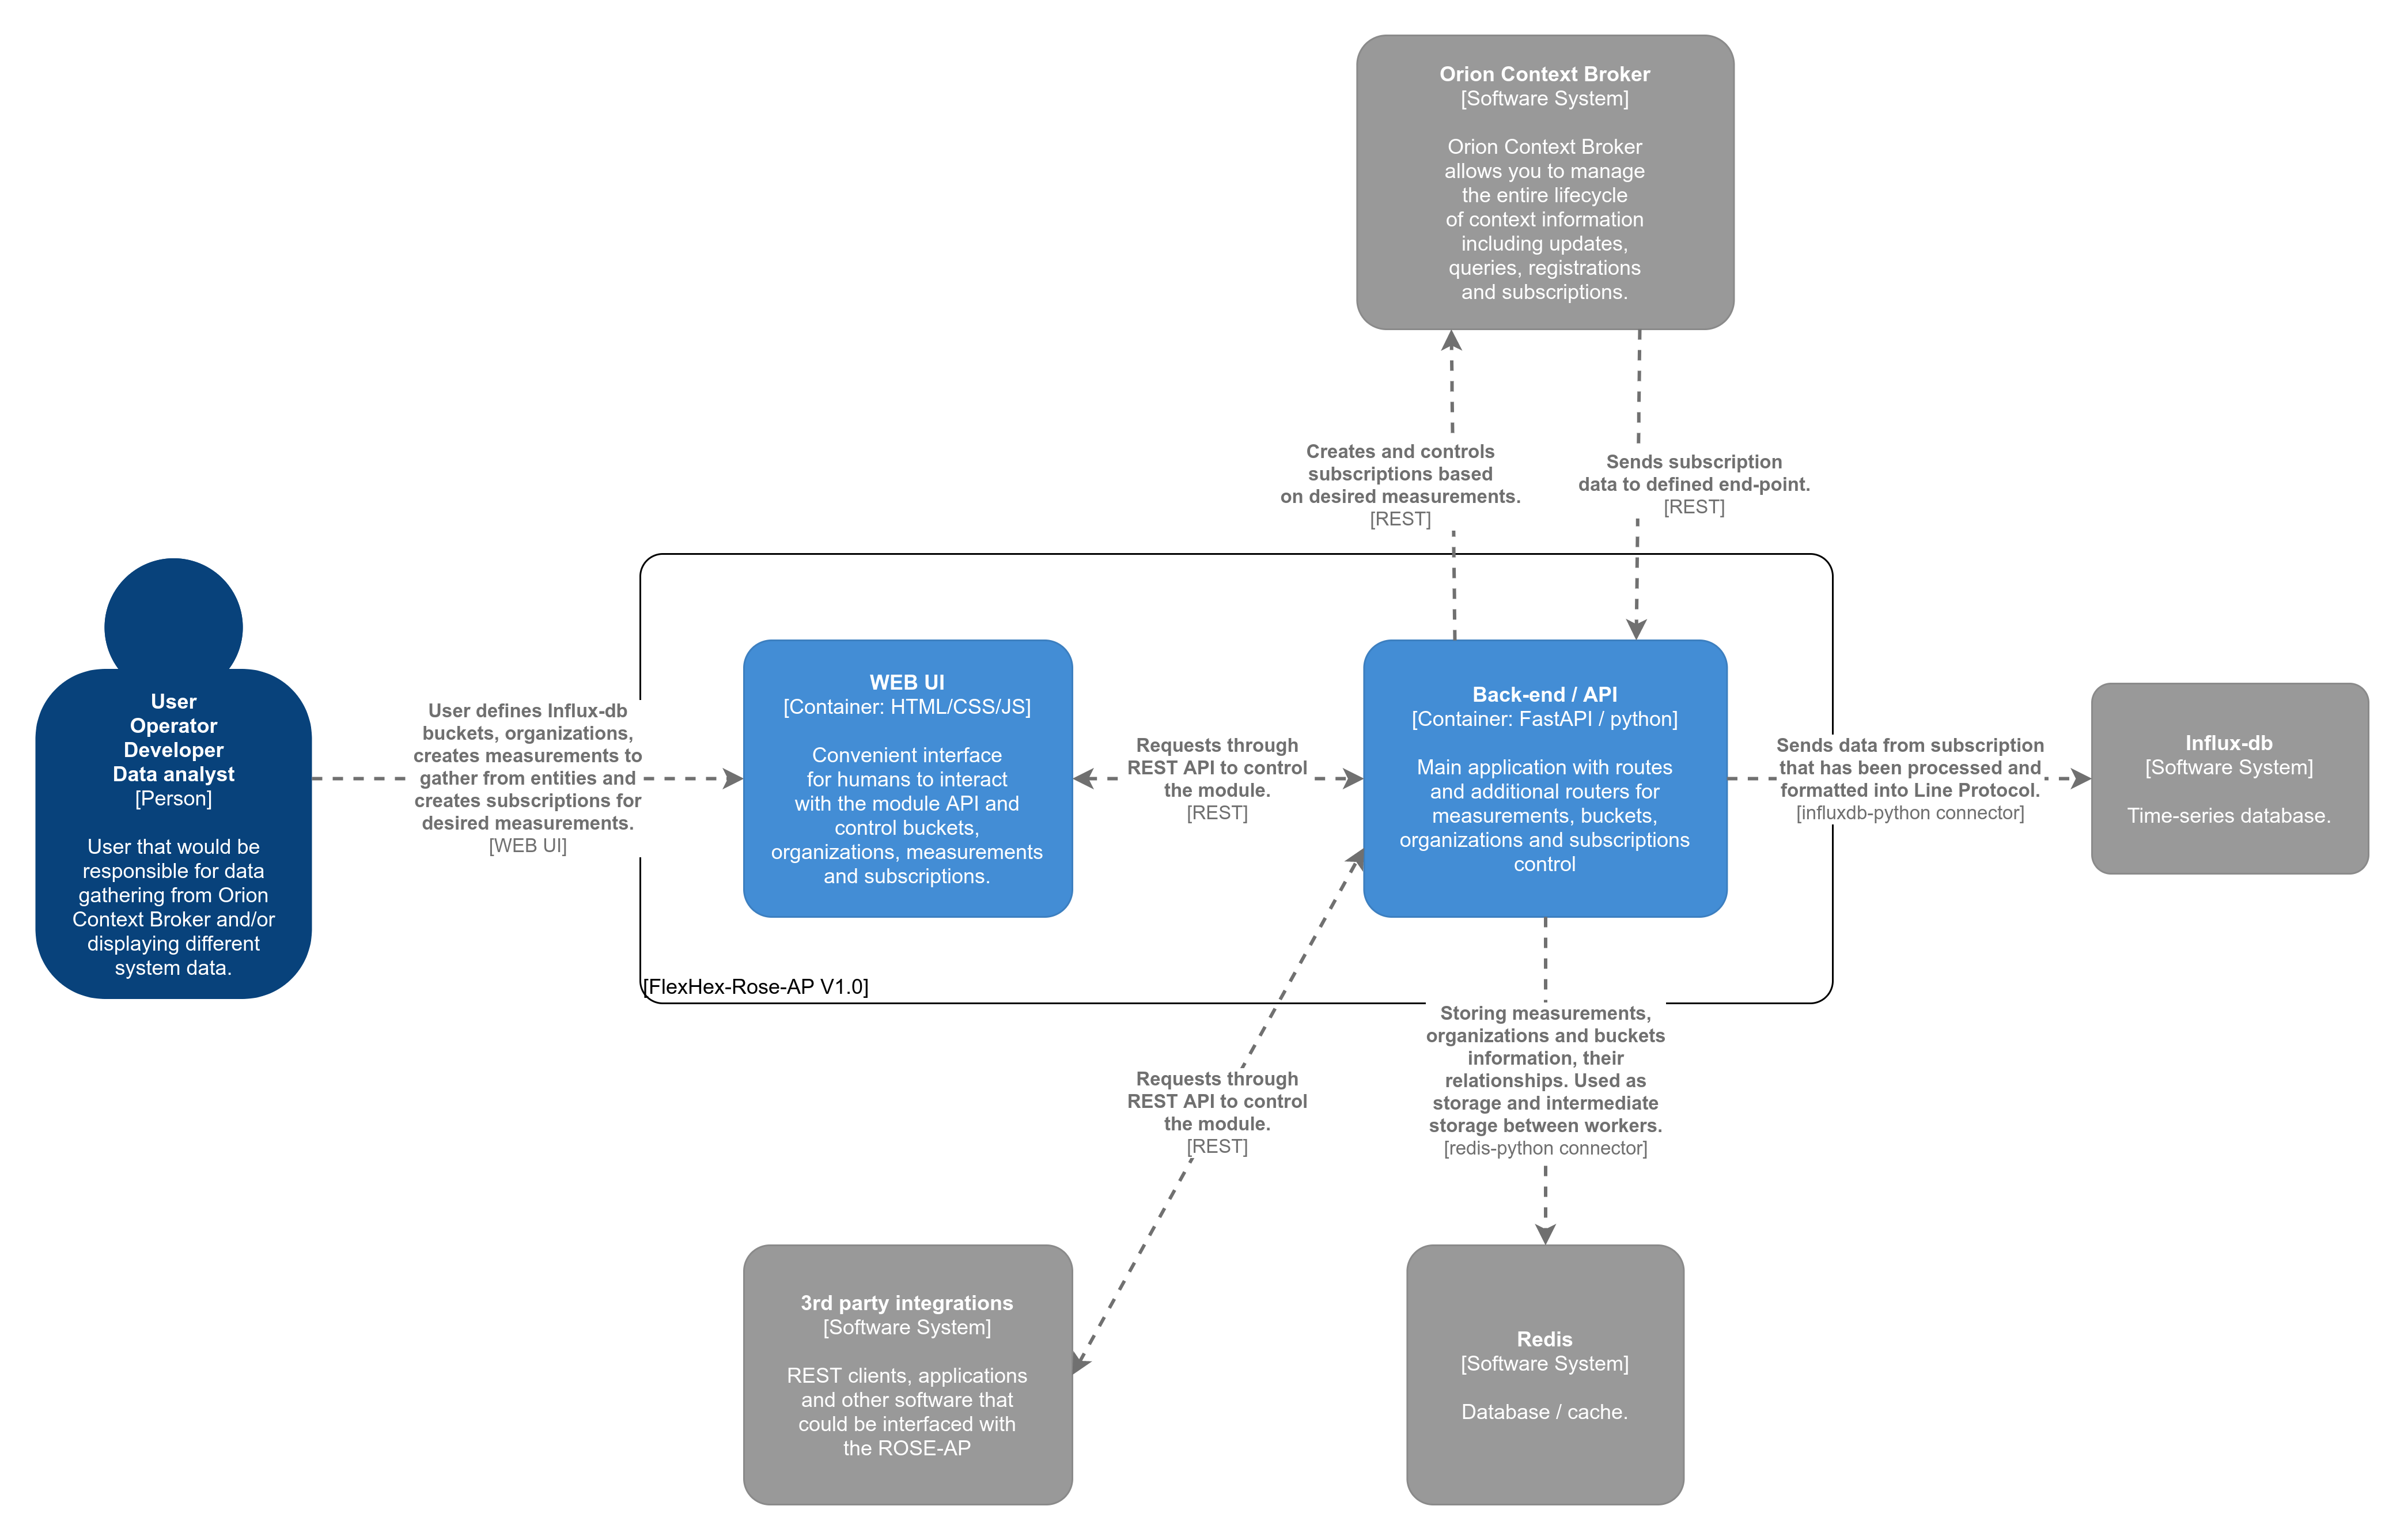 Orion Context Broker
[Software System]
Orion Context Broker
allows you to manage
the entire lifecycle
of context information
including updates,
queries, registrations
and subscriptions.
Creates and controls
subscriptions based
on desired measurements.
[REST]
Sends subscription
data to defined end-point.
[REST]
User
Operator
Developer
Data analyst
[Person]
User that would be
responsible for data
gathering from Orion
Context Broker and/or
displaying different
system data.
User defines Influx-db
buckets, organizations,
creates measurements to
gather from entities and
creates subscriptions for
desired measurements.
[WEB UI]
WEB UI
[Container: HTML/CSS/JS]
Convenient interface
for humans to interact
with the module API and
control buckets,
organizations, measurements
and subscriptions.
Requests through
REST API to control
the module.
[REST]
Back-end / API
[Container: FastAPI / python]
Main application with routes
and additional routers for
measurements, buckets,
organizations and subscriptions
control
Sends data from subscription
that has been processed and
formatted into Line Protocol.
[influxdb-python connector]
Influx-db
[Software System]
Time-series database.
[FlexHex-Rose-AP V1.0]
Requests through
REST API to control
the module.
[REST]
Storing measurements,
organizations and buckets
information, their
relationships. Used as
storage and intermediate
storage between workers.
[redis-python connector]
3rd party integrations
[Software System]
REST clients, applications
and other software that
could be interfaced with
the ROSE-AP
Redis
[Software System]
Database / cache.